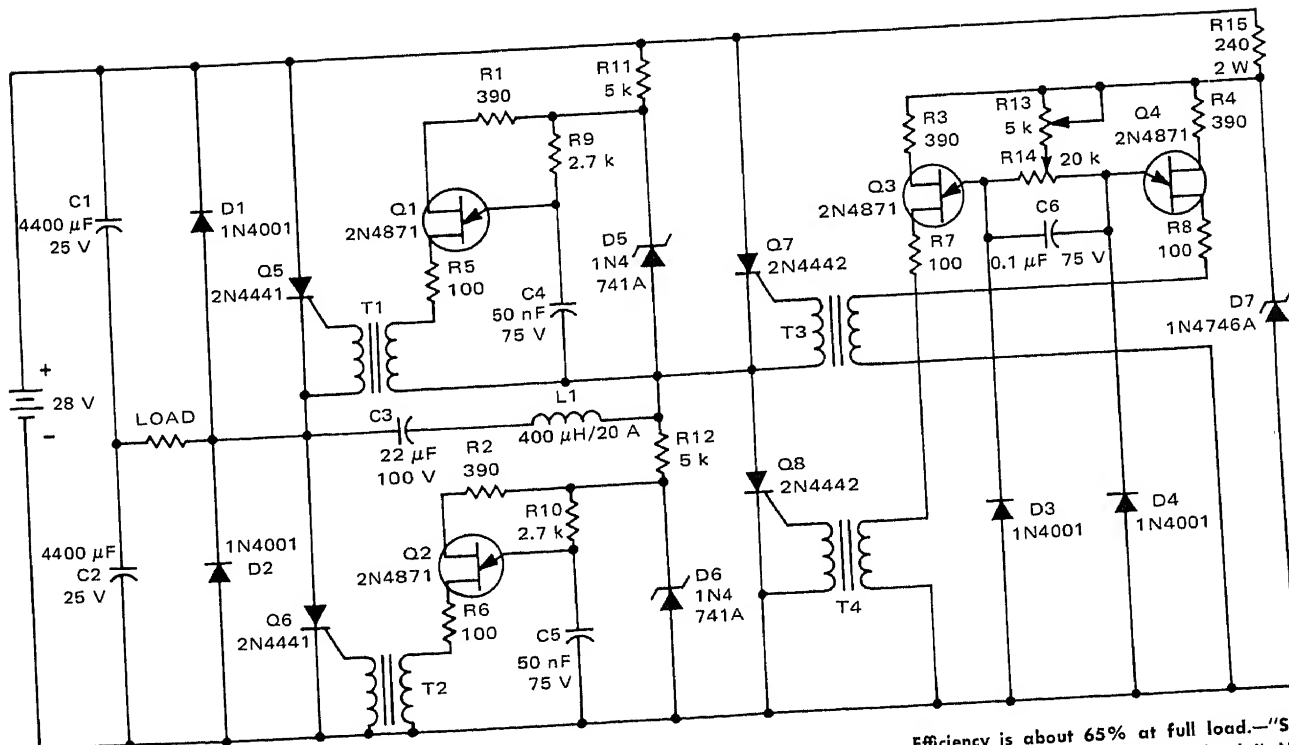 R15
240
2 W
R11
5 k
R1
390
R9
2.7 k
R3
390
R13
5 k
Q4
2N4871
R4
390
R14
20 k
Q3
2N4871
C1
4400 µF
25 V
D1
1N4001
Q1
2N4871
D5
1N4
741A
C6
0.1 µF
75 V
R7
100
R8
100
Q7
2N4442
Q5
2N4441
R5
100
T1
C4
50 nF
75 V
T3
D7
1N4746A
+
28 V
−
LOAD
C3
22 µF
100 V
L1
400 µH/20 A
R12
5 k
R2
390
Q8
2N4442
R10
2.7 k
4400 µF
C2
25 V
1N4001
D2
Q2
2N4871
D6
1N4
741A
D3
1N4001
D4
1N4001
T4
Q6
2N4441
R6
100
C5
50 nF
75 V
T2
Efficiency is about 65% at full load.—"S